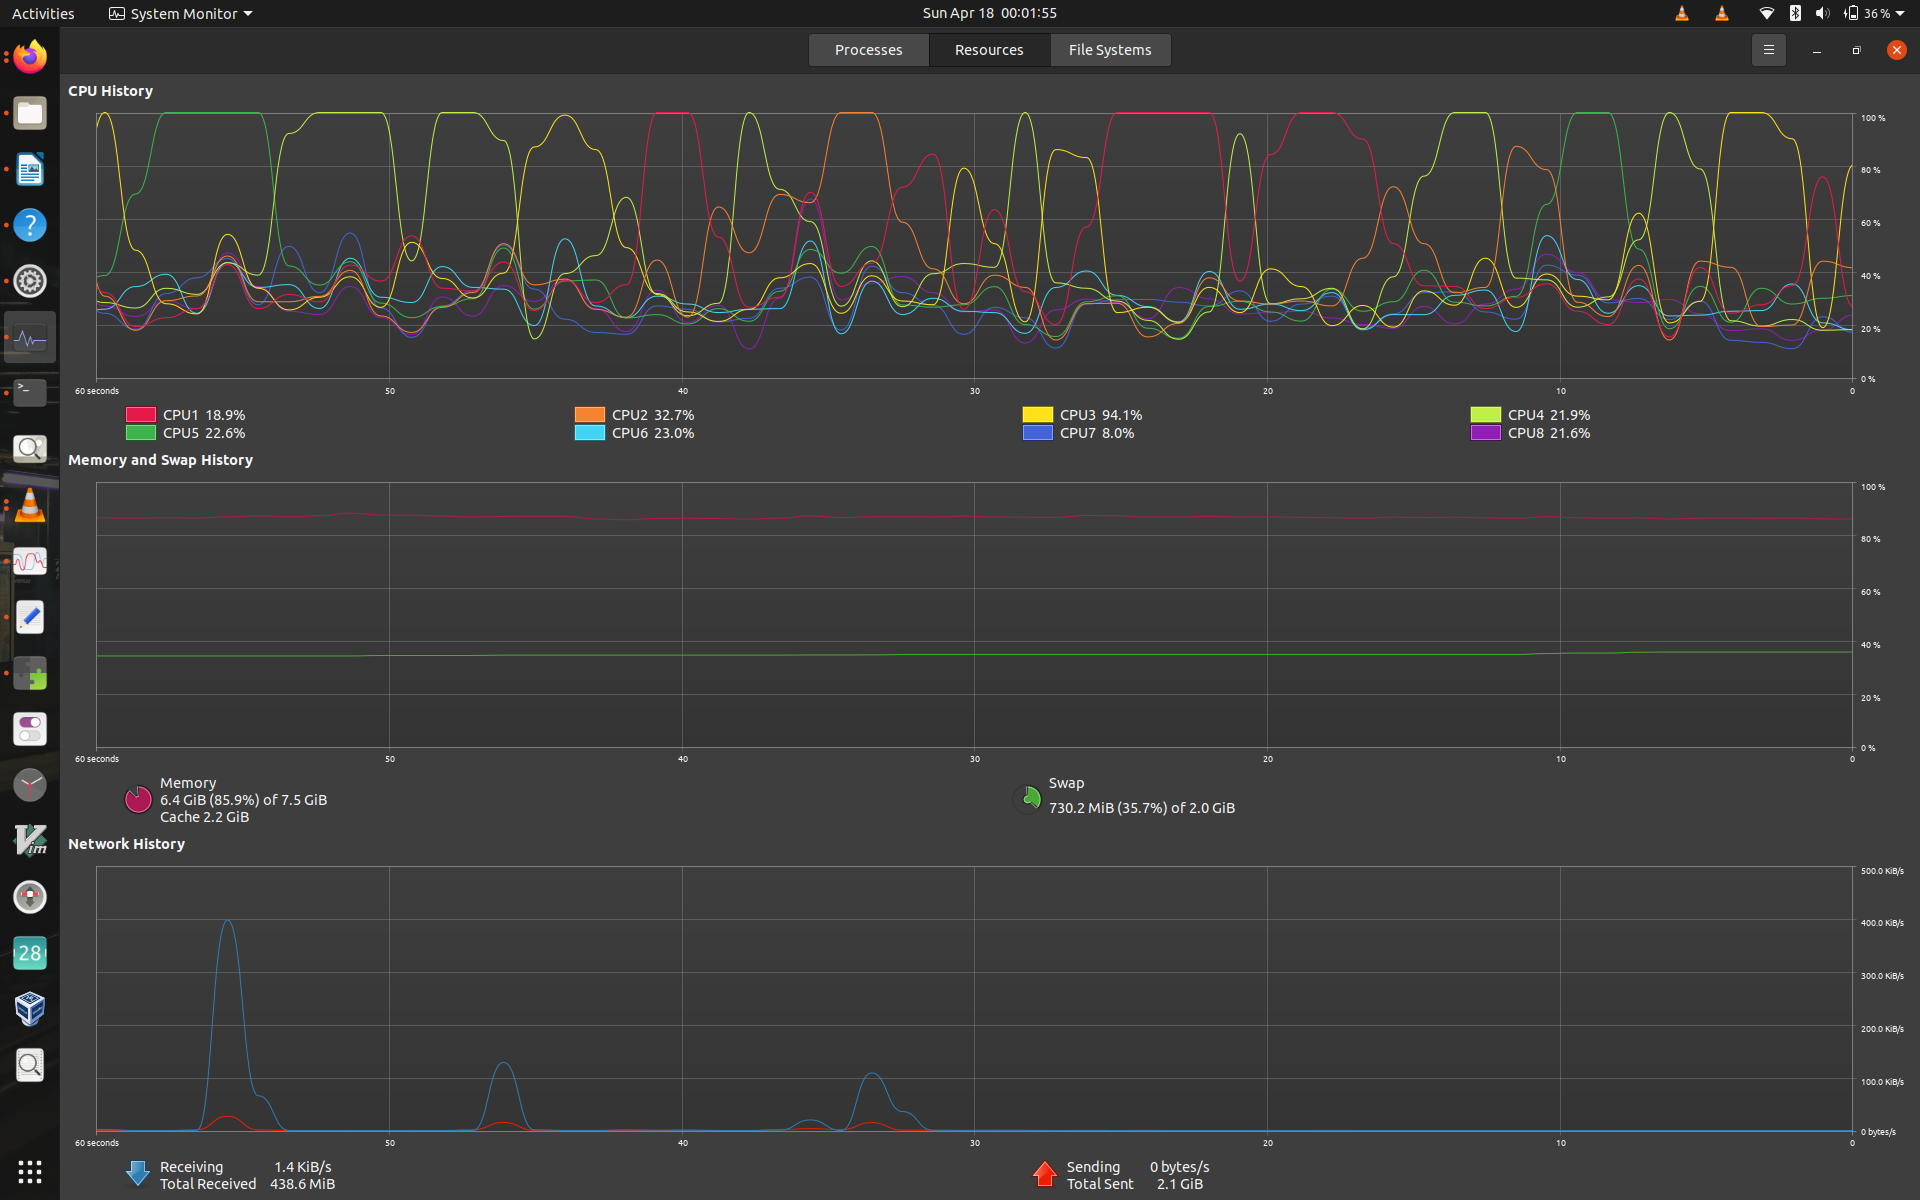 Activities System Monitor Sun Apr 18 00:01:55 36 %
Processes Resources File Systems
CPU History
100 %
80 %
60 %
40 %
20 %
0 %
60 seconds 50 40 30 20 10 0
CPU1 18.9% CPU2 32.7% CPU3 94.1% CPU4 21.9%
CPU5 22.6% CPU6 23.0% CPU7 8.0% CPU8 21.6%
Memory and Swap History
100 %
80 %
60 %
40 %
20 %
0 %
60 seconds 50 40 30 20 10 0
Memory
6.4 GiB (85.9%) of 7.5 GiB
Cache 2.2 GiB
Swap
730.2 MiB (35.7%) of 2.0 GiB
Network History
500.0 KiB/s
400.0 KiB/s
300.0 KiB/s
200.0 KiB/s
100.0 KiB/s
0 bytes/s
60 seconds 50 40 30 20 10 0
Receiving 1.4 KiB/s Sending 0 bytes/s
Total Received 438.6 MiB Total Sent 2.1 GiB
?
>_
Vim
28